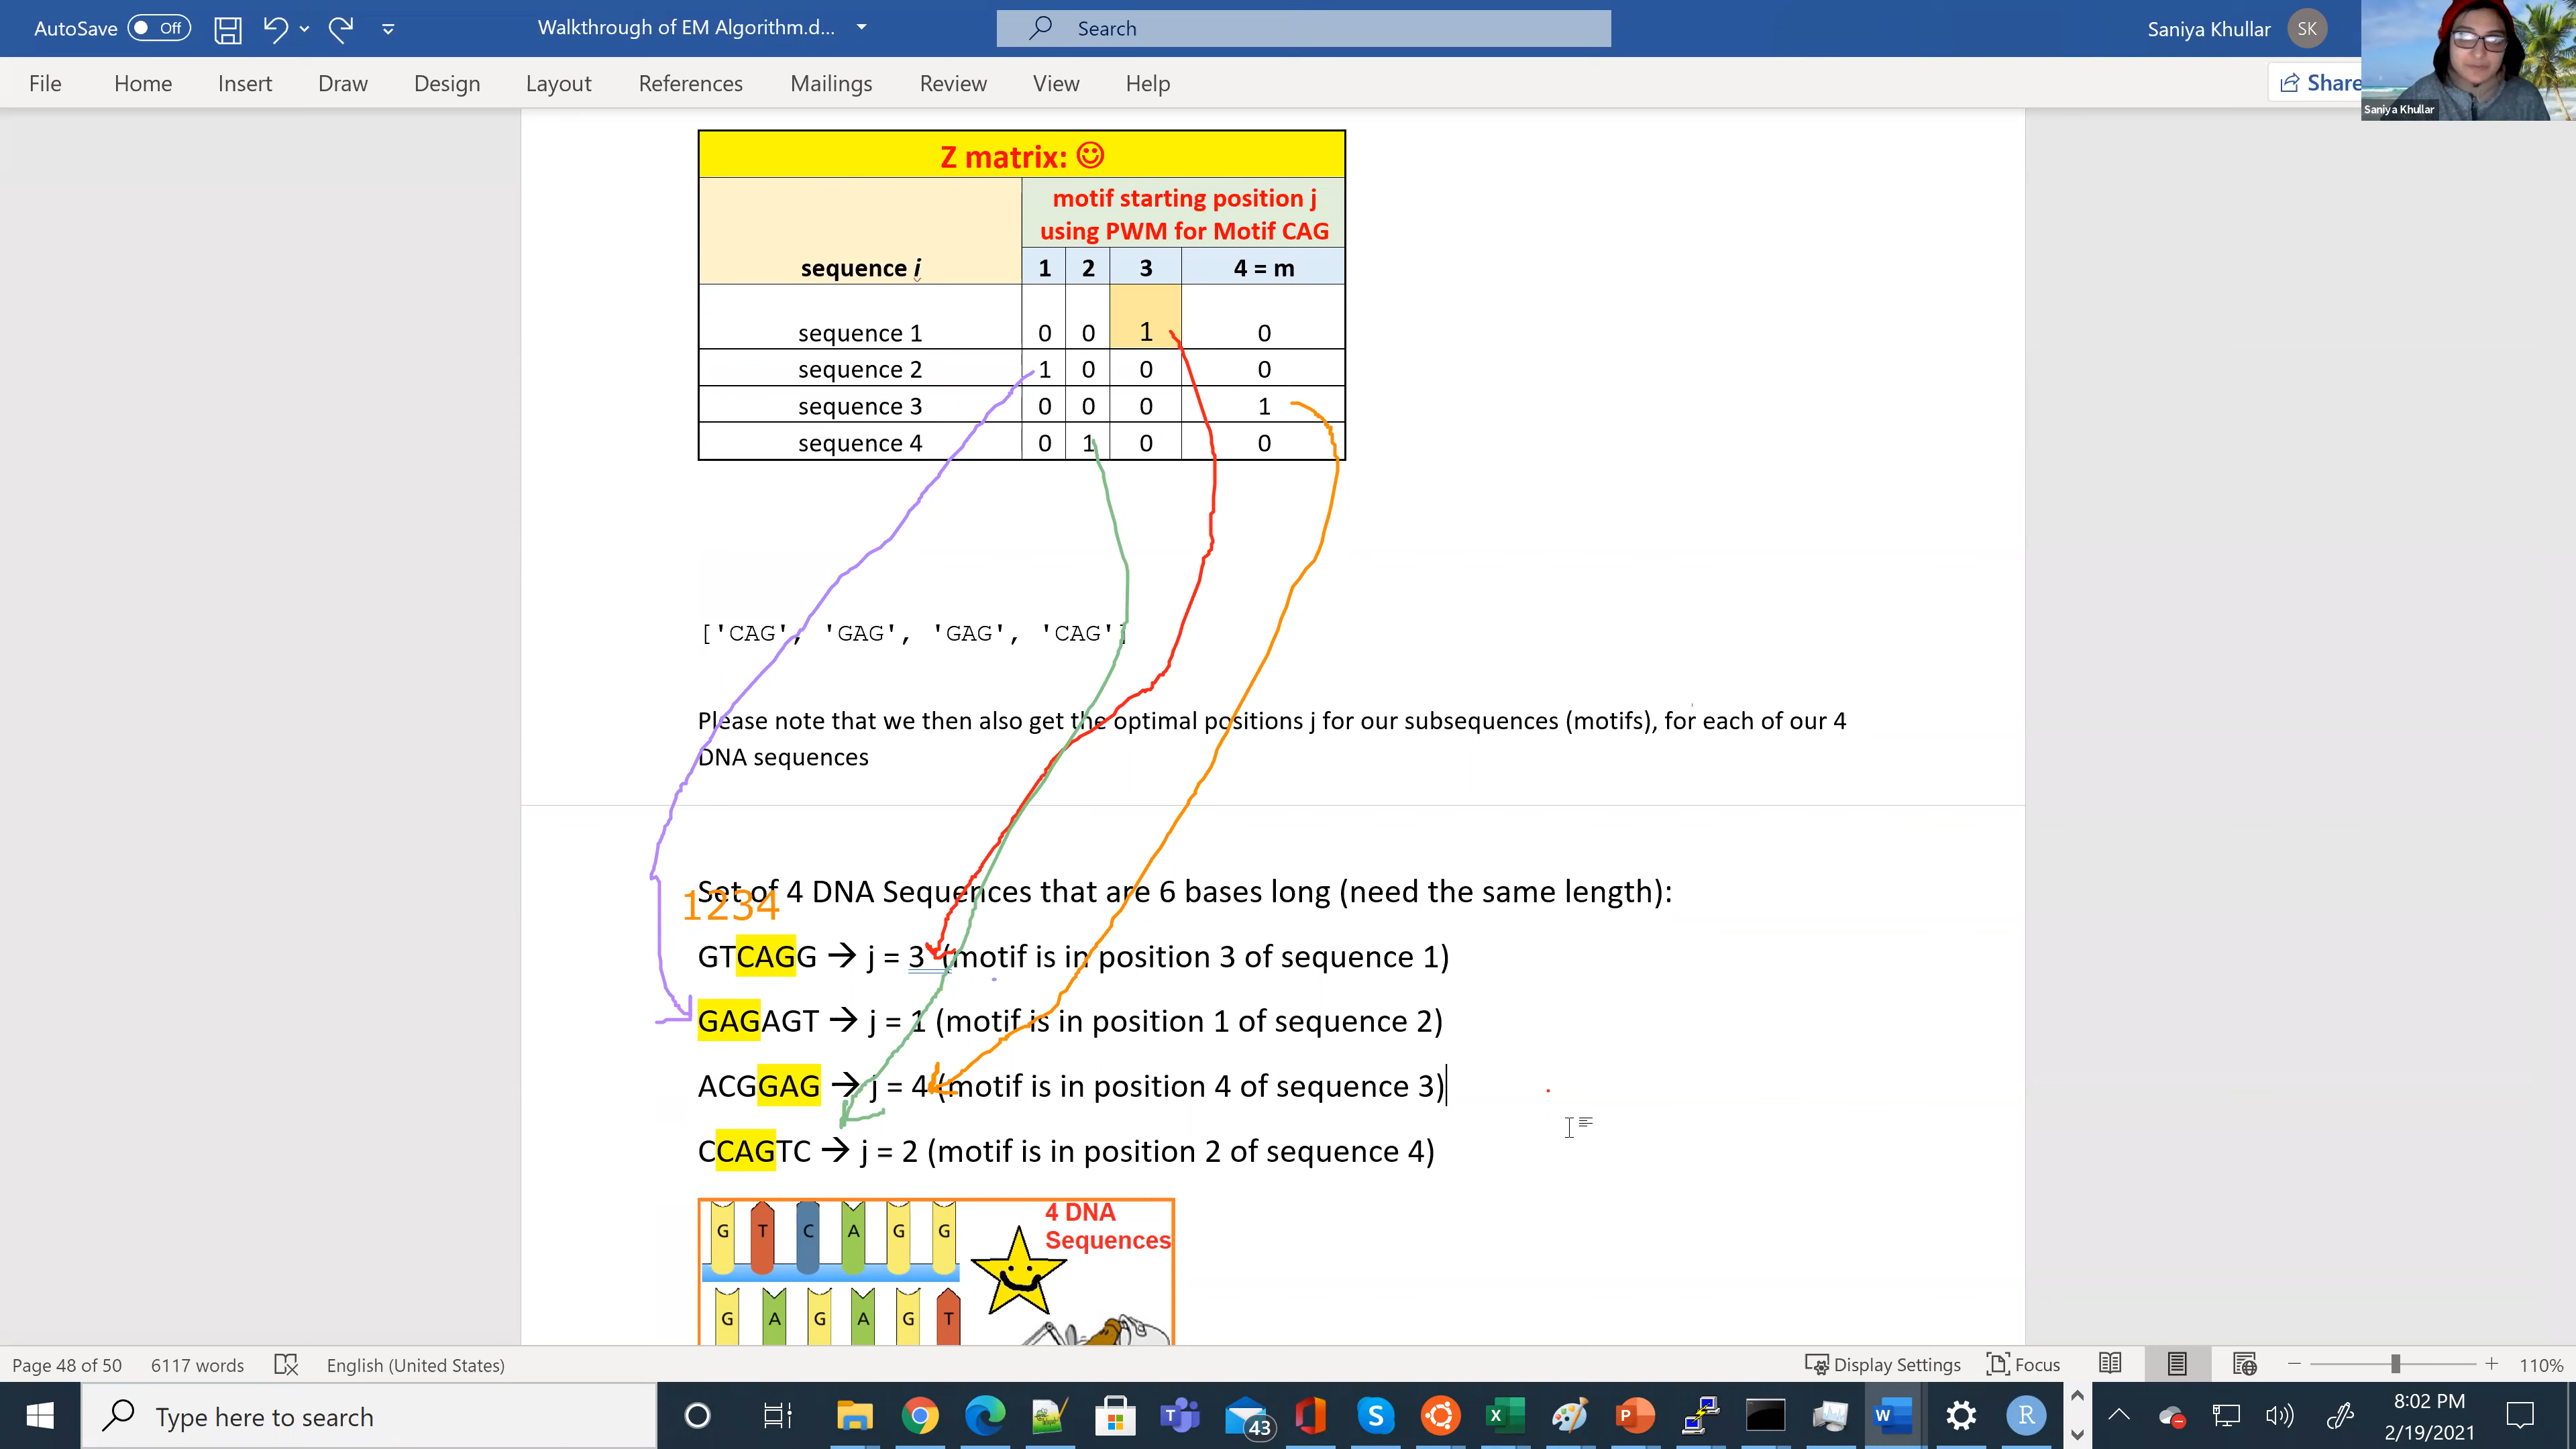 AutoSave Off Walkthrough of EM Algorithm.d... Search Saniya Khullar SK
File Home Insert Draw Design Layout References Mailings Review View Help Share
Saniya Khullar
Z matrix: ☺
motif starting position j
using PWM for Motif CAG
sequence i 1 2 3 4 = m
sequence 1 0 0 1 0
sequence 2 1 0 0 0
sequence 3 0 0 0 1
sequence 4 0 1 0 0
['CAG', 'GAG', 'GAG', 'CAG']
Please note that we then also get the optimal positions j for our subsequences (motifs), for each of our 4
DNA sequences
Set of 4 DNA Sequences that are 6 bases long (need the same length):
1234
GTCAGG → j = 3 (motif is in position 3 of sequence 1)
GAGAGT → j = 1 (motif is in position 1 of sequence 2)
ACGGAG → j = 4 (motif is in position 4 of sequence 3)
CCAGTC → j = 2 (motif is in position 2 of sequence 4)
4 DNA
Sequences
G T C A G G
G A G A G T
Page 48 of 50 6117 words English (United States) Display Settings Focus 110%
Type here to search 43 8:02 PM
2/19/2021